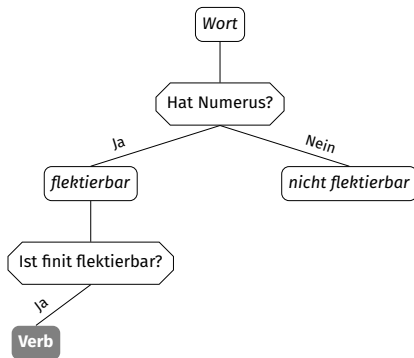 Wort
Hat Numerus?
Ja
Nein
flektierbar
nicht flektierbar
Ist finit flektierbar?
Ja
Verb